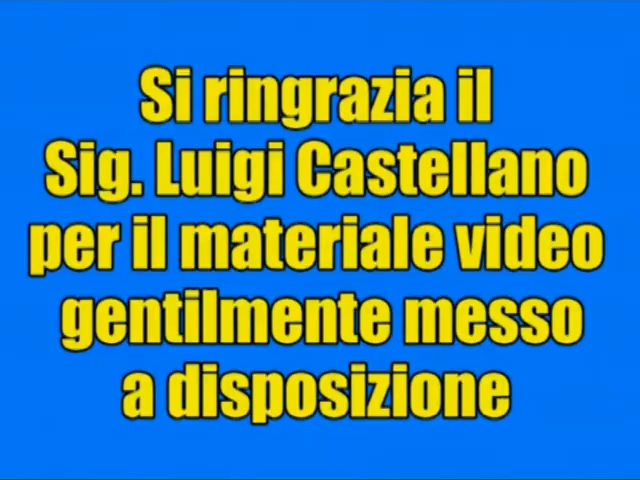 Si ringrazia il
Sig. Luigi Castellano
per il materiale video
gentilmente messo
a disposizione